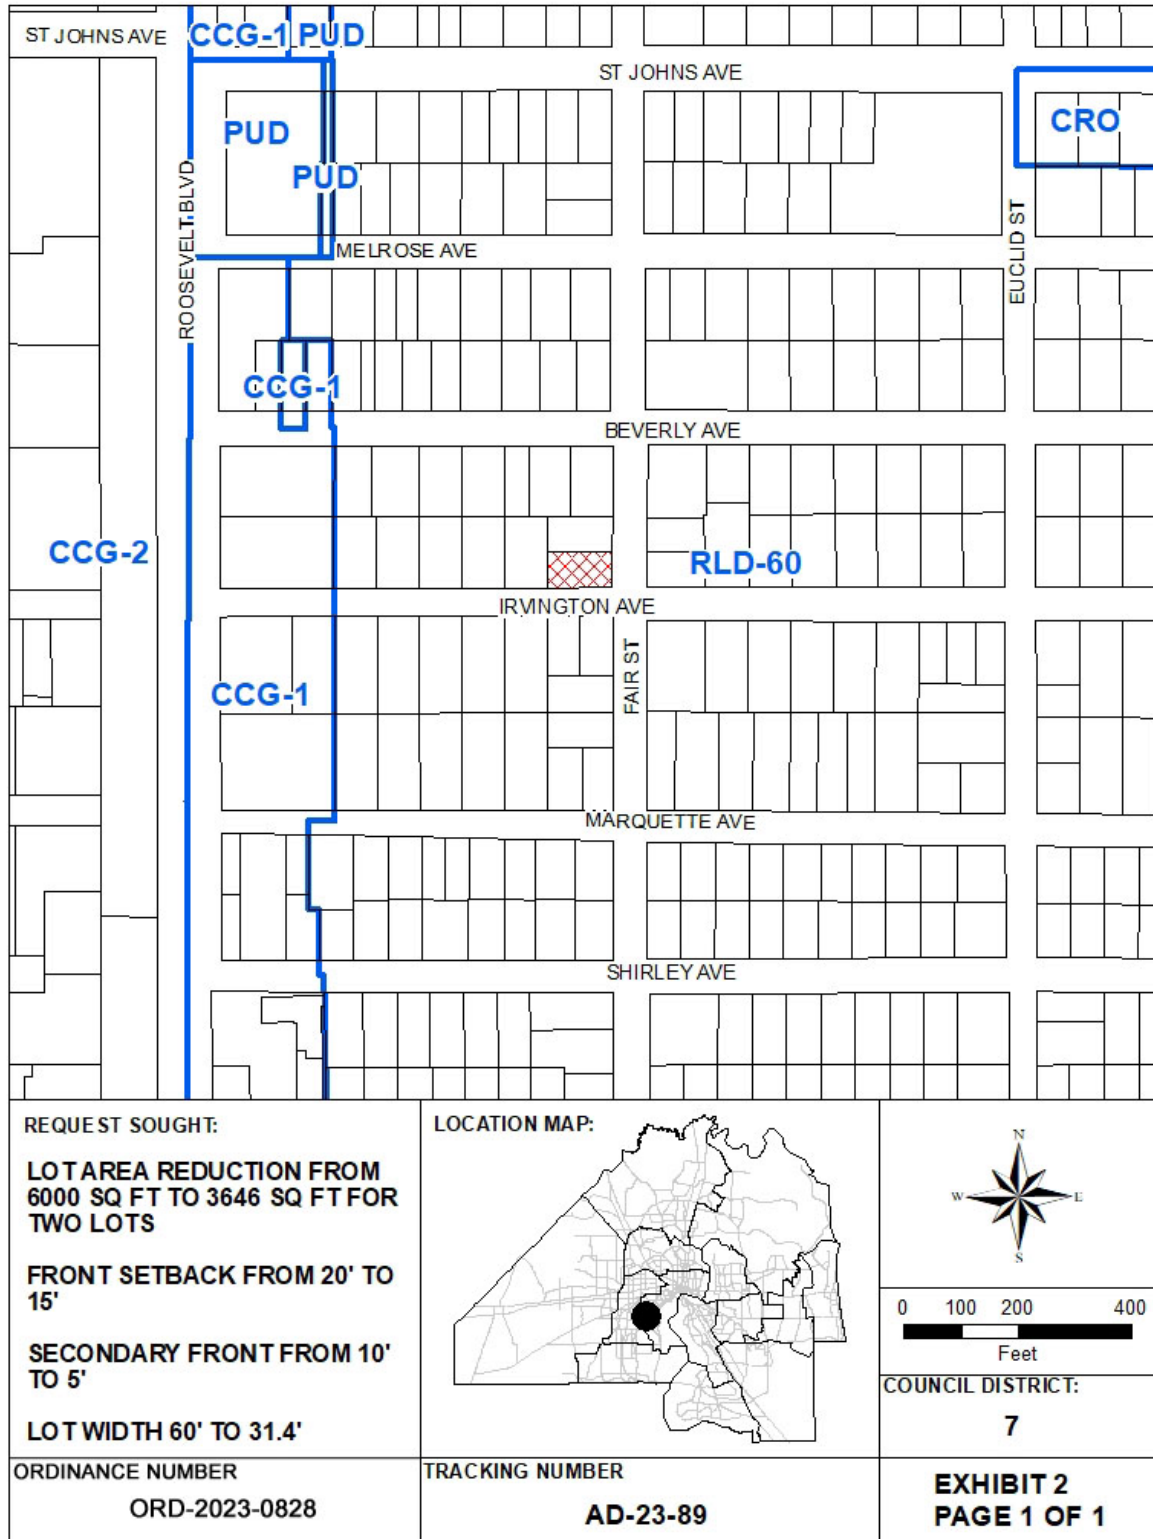 ST JOHNS AVE
CCG-1 PUD
ST JOHNS AVE
PUD
CRO
PUD
ROOSEVELT BLVD
EUCLID ST
MELROSE AVE
CCG-1
BEVERLY AVE
CCG-2
RLD-60
IRVINGTON AVE
FAIR ST
CCG-1
MARQUETTE AVE
SHIRLEY AVE
REQUEST SOUGHT:
LOT AREA REDUCTION FROM
6000 SQ FT TO 3646 SQ FT FOR
TWO LOTS
FRONT SETBACK FROM 20' TO
15'
SECONDARY FRONT FROM 10'
TO 5'
LOT WIDTH 60' TO 31.4'
LOCATION MAP:
N
W E
S
0 100 200 400
Feet
COUNCIL DISTRICT:
7
ORDINANCE NUMBER
ORD-2023-0828
TRACKING NUMBER
AD-23-89
EXHIBIT 2
PAGE 1 OF 1